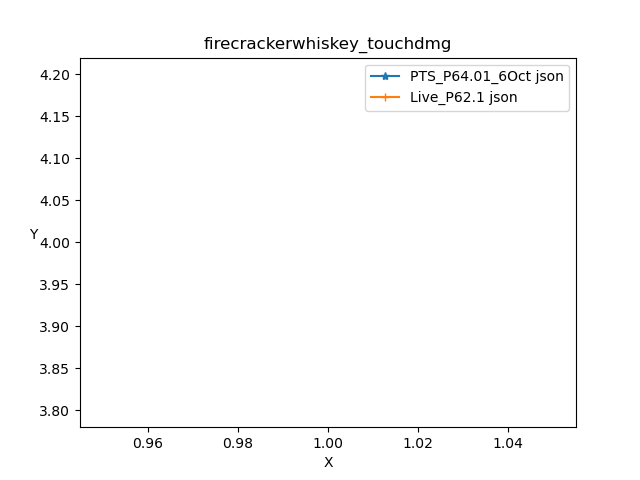 firecrackerwhiskey_touchdmg
PTS_P64.01_6Oct json
Live_P62.1 json
4.20
4.15
4.10
4.05
4.00
3.95
3.90
3.85
3.80
Y
0.96 0.98 1.00 1.02 1.04
X